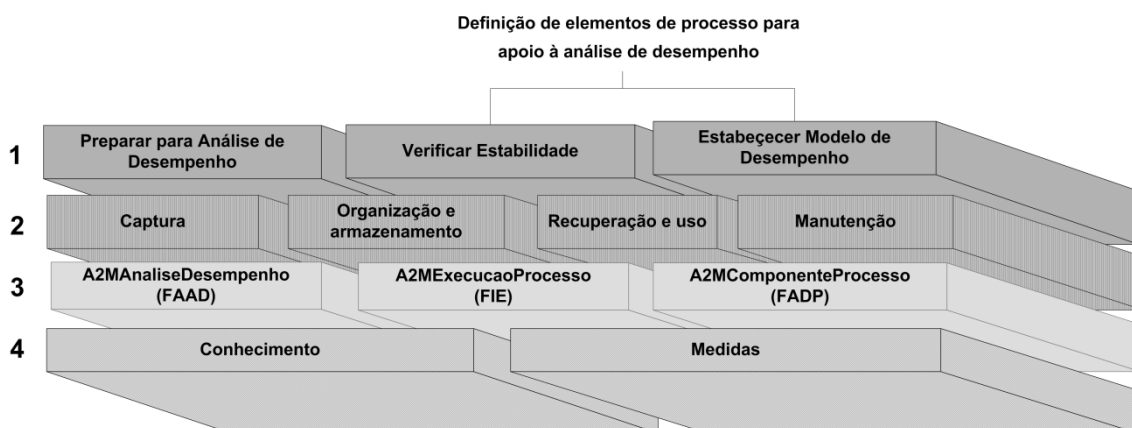 Definição de elementos de processo para
apoio à análise de desempenho
1
Preparar para Análise de
Desempenho
Verificar Estabilidade
Estabeçecer Modelo de
Desempenho
2
Captura
Organização e
armazenamento
Recuperação e uso
Manutenção
3
A2MAnaliseDesempenho
(FAAD)
A2MExecucaoProcesso
(FIE)
A2MComponenteProcesso
(FADP)
4
Conhecimento
Medidas